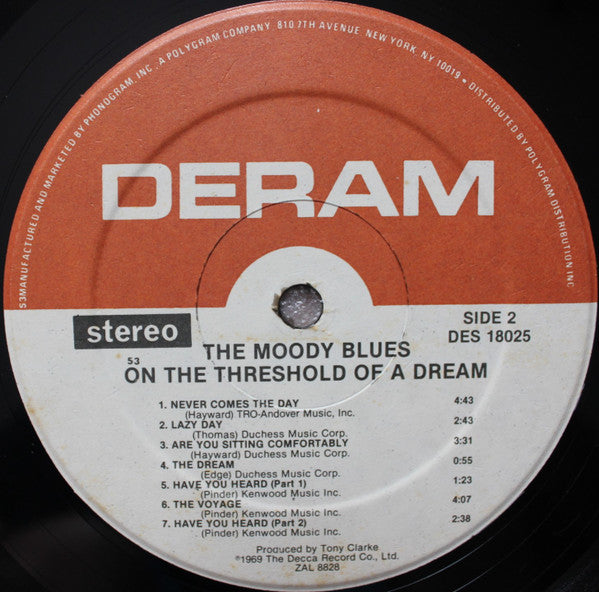 S3MANUFACTURED AND MARKETED BY PHONOGRAM, INC., A POLYGRAM COMPANY 810 7TH AVENUE, NEW YORK, NY 10019 • DISTRIBUTED BY POLYGRAM DISTRIBUTION INC
DERAM
stereo
SIDE 2
DES 18025
THE MOODY BLUES
53
ON THE THRESHOLD OF A DREAM
1. NEVER COMES THE DAY 4:43
(Hayward) TRO-Andover Music, Inc.
2. LAZY DAY 2:43
(Thomas) Duchess Music Corp.
3. ARE YOU SITTING COMFORTABLY 3:31
(Hayward) Duchess Music Corp.
4. THE DREAM 0:55
(Edge) Duchess Music Corp.
5. HAVE YOU HEARD (Part 1) 1:23
(Pinder) Kenwood Music Inc.
6. THE VOYAGE 4:07
(Pinder) Kenwood Music Inc.
7. HAVE YOU HEARD (Part 2) 2:38
(Pinder) Kenwood Music Inc.
Produced by Tony Clarke
℗1969 The Decca Record Co., Ltd.
ZAL 8828